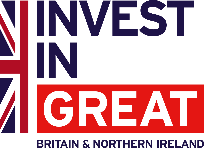 INVEST
IN
GREAT
BRITAIN & NORTHERN IRELAND